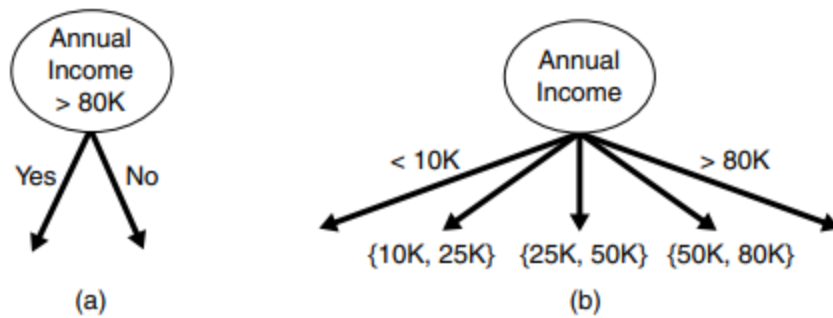 Annual
Income
> 80K
Yes
No
(a)
Annual
Income
< 10K
> 80K
{10K, 25K} {25K, 50K} {50K, 80K}
(b)